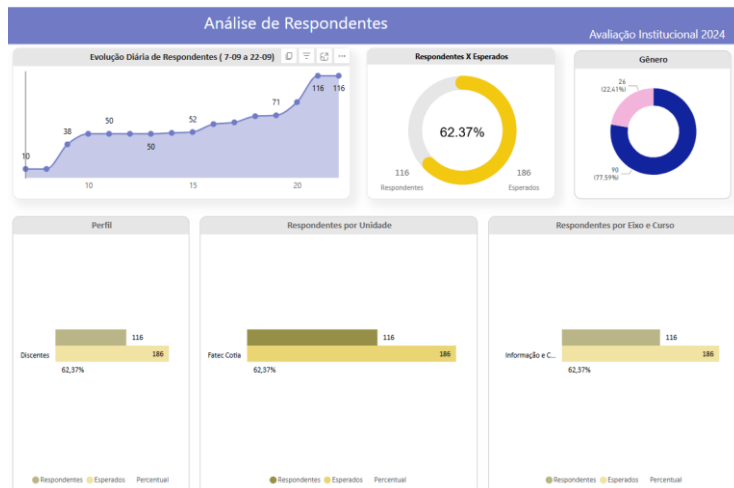 Análise de Respondentes
Avaliação Institucional 2024
Evolução Diária de Respondentes ( 7-09 a 22-09)
10
38
50
50
52
71
116
116
10
15
20
Respondentes X Esperados
62.37%
116
Respondentes
186
Esperados
Gênero
26
(22.41%)
90
(77.59%)
Perfil
Discentes
116
186
62,37%
Respondentes Esperados Percentual
Respondentes por Unidade
Fatec Cotia
116
186
62,37%
Respondentes Esperados Percentual
Respondentes por Eixo e Curso
Informação e C...
116
186
62,37%
Respondentes Esperados Percentual